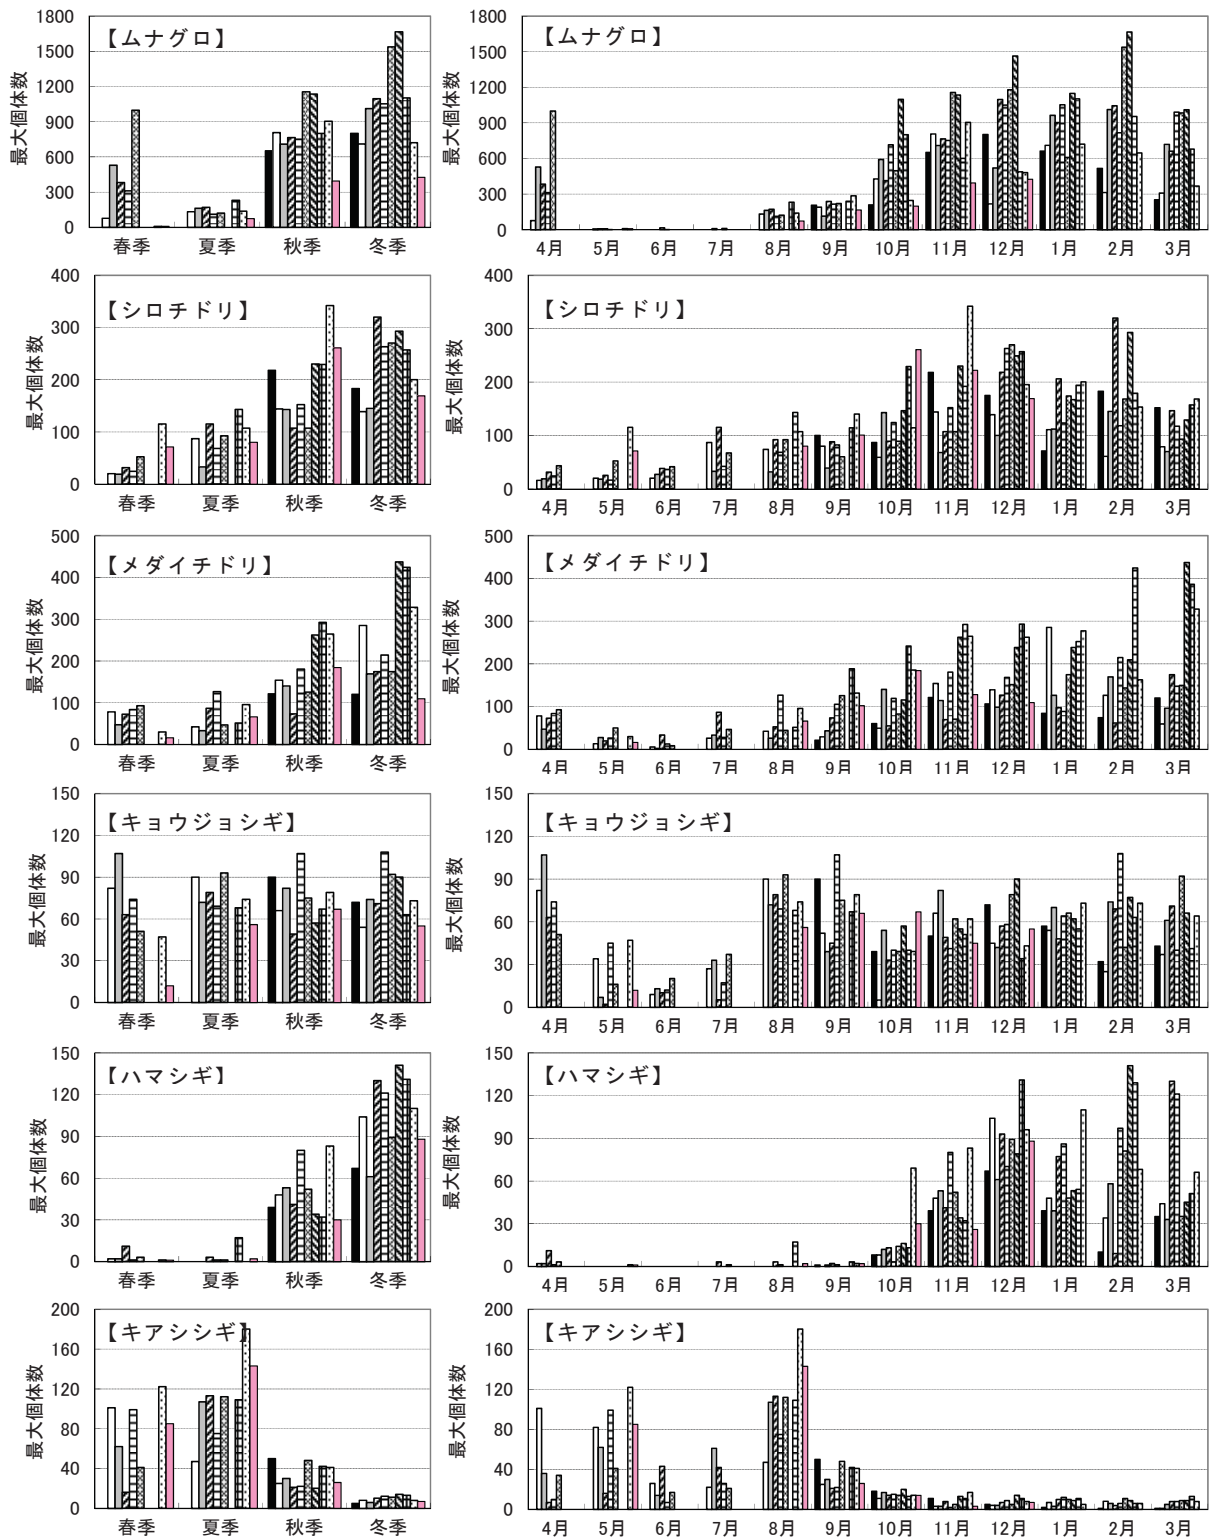 【ムナグロ】
最大個体数
1800
1500
1200
900
600
300
0
春季 夏季 秋季 冬季
【ムナグロ】
最大個体数
1800
1500
1200
900
600
300
0
4月 5月 6月 7月 8月 9月 10月 11月 12月 1月 2月 3月
【シロチドリ】
最大個体数
400
300
200
100
0
春季 夏季 秋季 冬季
【シロチドリ】
最大個体数
400
300
200
100
0
4月 5月 6月 7月 8月 9月 10月 11月 12月 1月 2月 3月
【メダイチドリ】
最大個体数
500
400
300
200
100
0
春季 夏季 秋季 冬季
【メダイチドリ】
最大個体数
500
400
300
200
100
0
4月 5月 6月 7月 8月 9月 10月 11月 12月 1月 2月 3月
【キョウジョシギ】
最大個体数
150
120
90
60
30
0
春季 夏季 秋季 冬季
【キョウジョシギ】
最大個体数
150
120
90
60
30
0
4月 5月 6月 7月 8月 9月 10月 11月 12月 1月 2月 3月
【ハマシギ】
最大個体数
150
120
90
60
30
0
春季 夏季 秋季 冬季
【ハマシギ】
最大個体数
150
120
90
60
30
0
4月 5月 6月 7月 8月 9月 10月 11月 12月 1月 2月 3月
【キアシシギ】
最大個体数
200
160
120
80
40
0
春季 夏季 秋季 冬季
【キアシシギ】
最大個体数
200
160
120
80
40
0
4月 5月 6月 7月 8月 9月 10月 11月 12月 1月 2月 3月